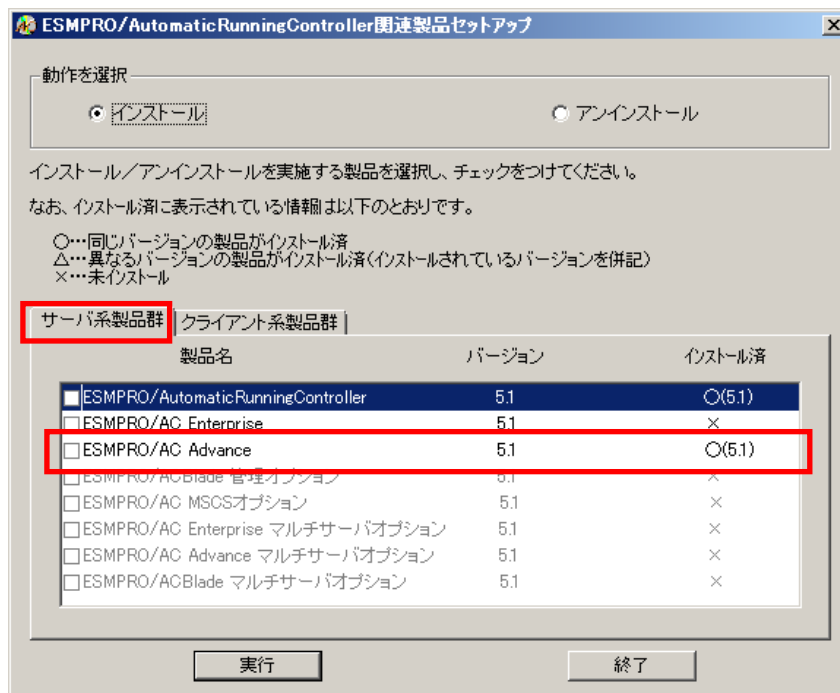 ESMPRO/AutomaticRunningController関連製品セットアップ
動作を選択
インストール アンインストール
インストール／アンインストールを実施する製品を選択し、チェックをつけてください。
なお、インストール済に表示されている情報は以下のとおりです。
○…同じバージョンの製品がインストール済
△…異なるバージョンの製品がインストール済(インストールされているバージョンを併記)
×…未インストール
サーバ系製品群 クライアント系製品群
製品名 バージョン インストール済
ESMPRO/AutomaticRunningController 5.1 ○(5.1)
ESMPRO/AC Enterprise 5.1 ×
ESMPRO/AC Advance 5.1 ○(5.1)
ESMPRO/ACBlade 管理オプション 5.1 ×
ESMPRO/AC MSCSオプション 5.1 ×
ESMPRO/AC Enterprise マルチサーバオプション 5.1 ×
ESMPRO/AC Advance マルチサーバオプション 5.1 ×
ESMPRO/ACBlade マルチサーバオプション 5.1 ×
実行 終了